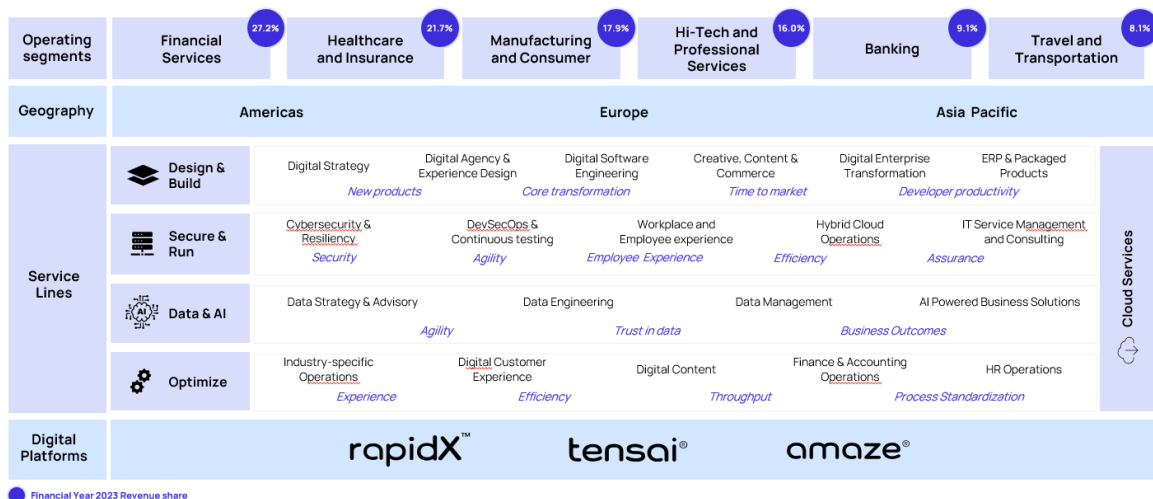 Operating
segments
Financial
Services
27.2%
Healthcare
and Insurance
21.7%
Manufacturing
and Consumer
17.9%
Hi-Tech and
Professional
Services
16.0%
Banking
9.1%
Travel and
Transportation
8.1%
Geography
Americas
Europe
Asia Pacific
Service
Lines
Design &
Build
Digital Strategy
Digital Agency &
Experience Design
Digital Software
Engineering
Creative, Content &
Commerce
Digital Enterprise
Transformation
ERP & Packaged
Products
New products
Core transformation
Time to market
Developer productivity
Secure &
Run
Cybersecurity &
Resiliency
DevSecOps &
Continuous testing
Workplace and
Employee experience
Hybrid Cloud
Operations
IT Service Management
and Consulting
Security
Agility
Employee Experience
Efficiency
Assurance
AI
Data & AI
Data Strategy & Advisory
Data Engineering
Data Management
AI Powered Business Solutions
Agility
Trust in data
Business Outcomes
Optimize
Industry-specific
Operations
Digital Customer
Experience
Digital Content
Finance & Accounting
Operations
HR Operations
Experience
Efficiency
Throughput
Process Standardization
Cloud Services
Digital
Platforms
rapidX™
tensai®
amaze®
Financial Year 2023 Revenue share